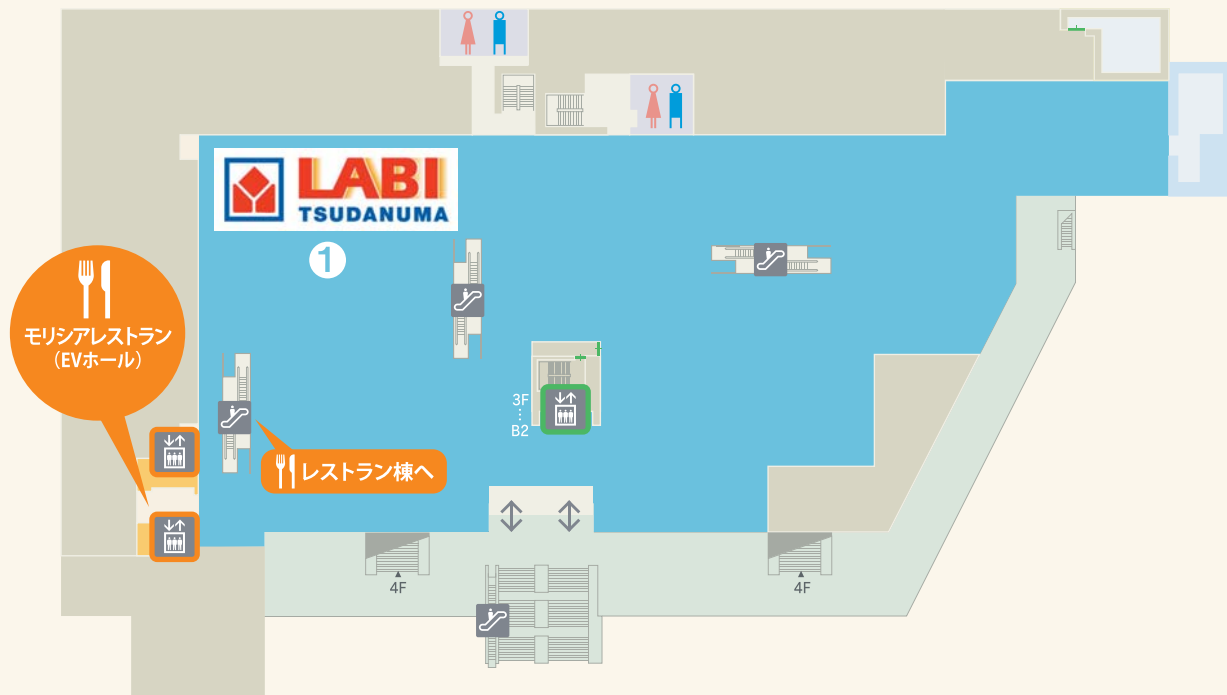 LABI
TSUDANUMA
1
モリシアレストラン
(EVホール)
3F
B2
レストラン棟へ
4F
4F